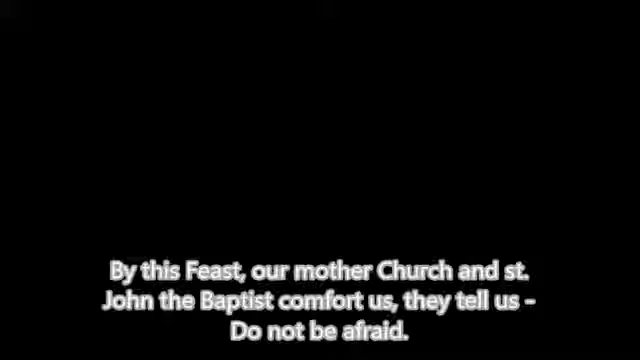 By this Feast, our mother Church and st.
John the Baptist comfort us, they tell us –
Do not be afraid.